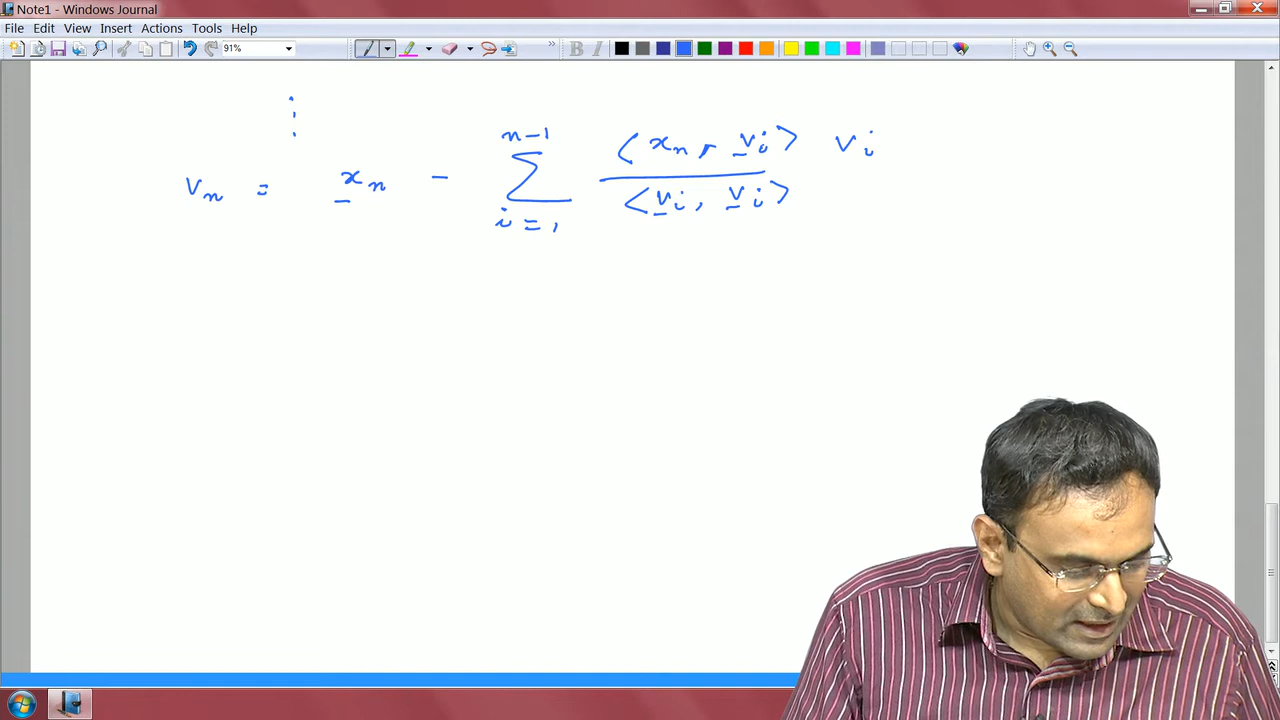 Note1 - Windows Journal
File Edit View Insert Actions Tools Help
91%
⋮
v_n = x_n - Σ_{i=1}^{n-1} (<x_n, v_i> / <v_i, v_i>) v_i